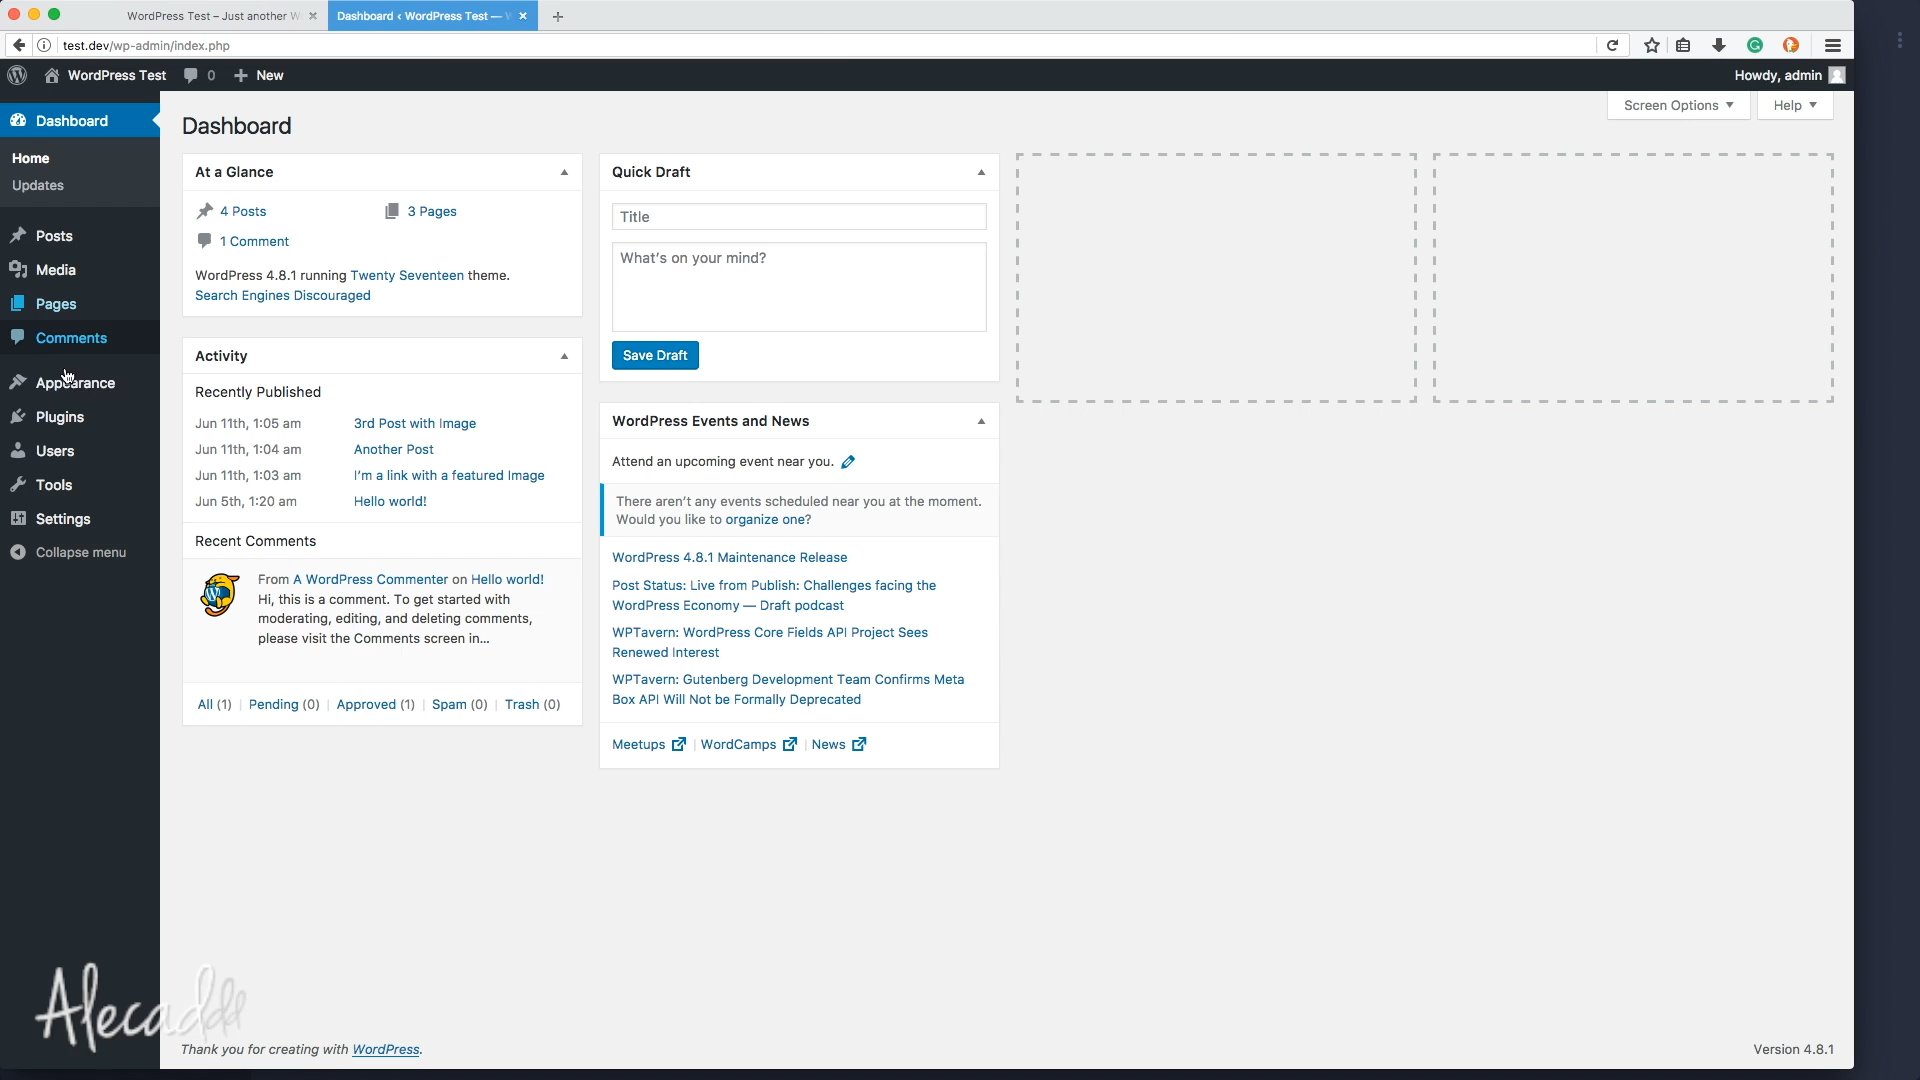 WordPress Test – Just another W
Dashboard ‹ WordPress Test —
test.dev/wp-admin/index.php
WordPress Test 0 New
Howdy, admin
Screen Options Help
Dashboard
Home
Updates
Posts
Media
Pages
Comments
Appearance
Plugins
Users
Tools
Settings
Collapse menu
Dashboard
At a Glance
4 Posts 3 Pages
1 Comment
WordPress 4.8.1 running Twenty Seventeen theme.
Search Engines Discouraged
Activity
Recently Published
Jun 11th, 1:05 am 3rd Post with Image
Jun 11th, 1:04 am Another Post
Jun 11th, 1:03 am I'm a link with a featured Image
Jun 5th, 1:20 am Hello world!
Recent Comments
From A WordPress Commenter on Hello world!
Hi, this is a comment. To get started with
moderating, editing, and deleting comments,
please visit the Comments screen in...
All (1) | Pending (0) | Approved (1) | Spam (0) | Trash (0)
Quick Draft
Title
What's on your mind?
Save Draft
WordPress Events and News
Attend an upcoming event near you.
There aren't any events scheduled near you at the moment.
Would you like to organize one?
WordPress 4.8.1 Maintenance Release
Post Status: Live from Publish: Challenges facing the
WordPress Economy — Draft podcast
WPTavern: WordPress Core Fields API Project Sees
Renewed Interest
WPTavern: Gutenberg Development Team Confirms Meta
Box API Will Not be Formally Deprecated
Meetups | WordCamps | News
Alecaddd
Thank you for creating with WordPress.
Version 4.8.1